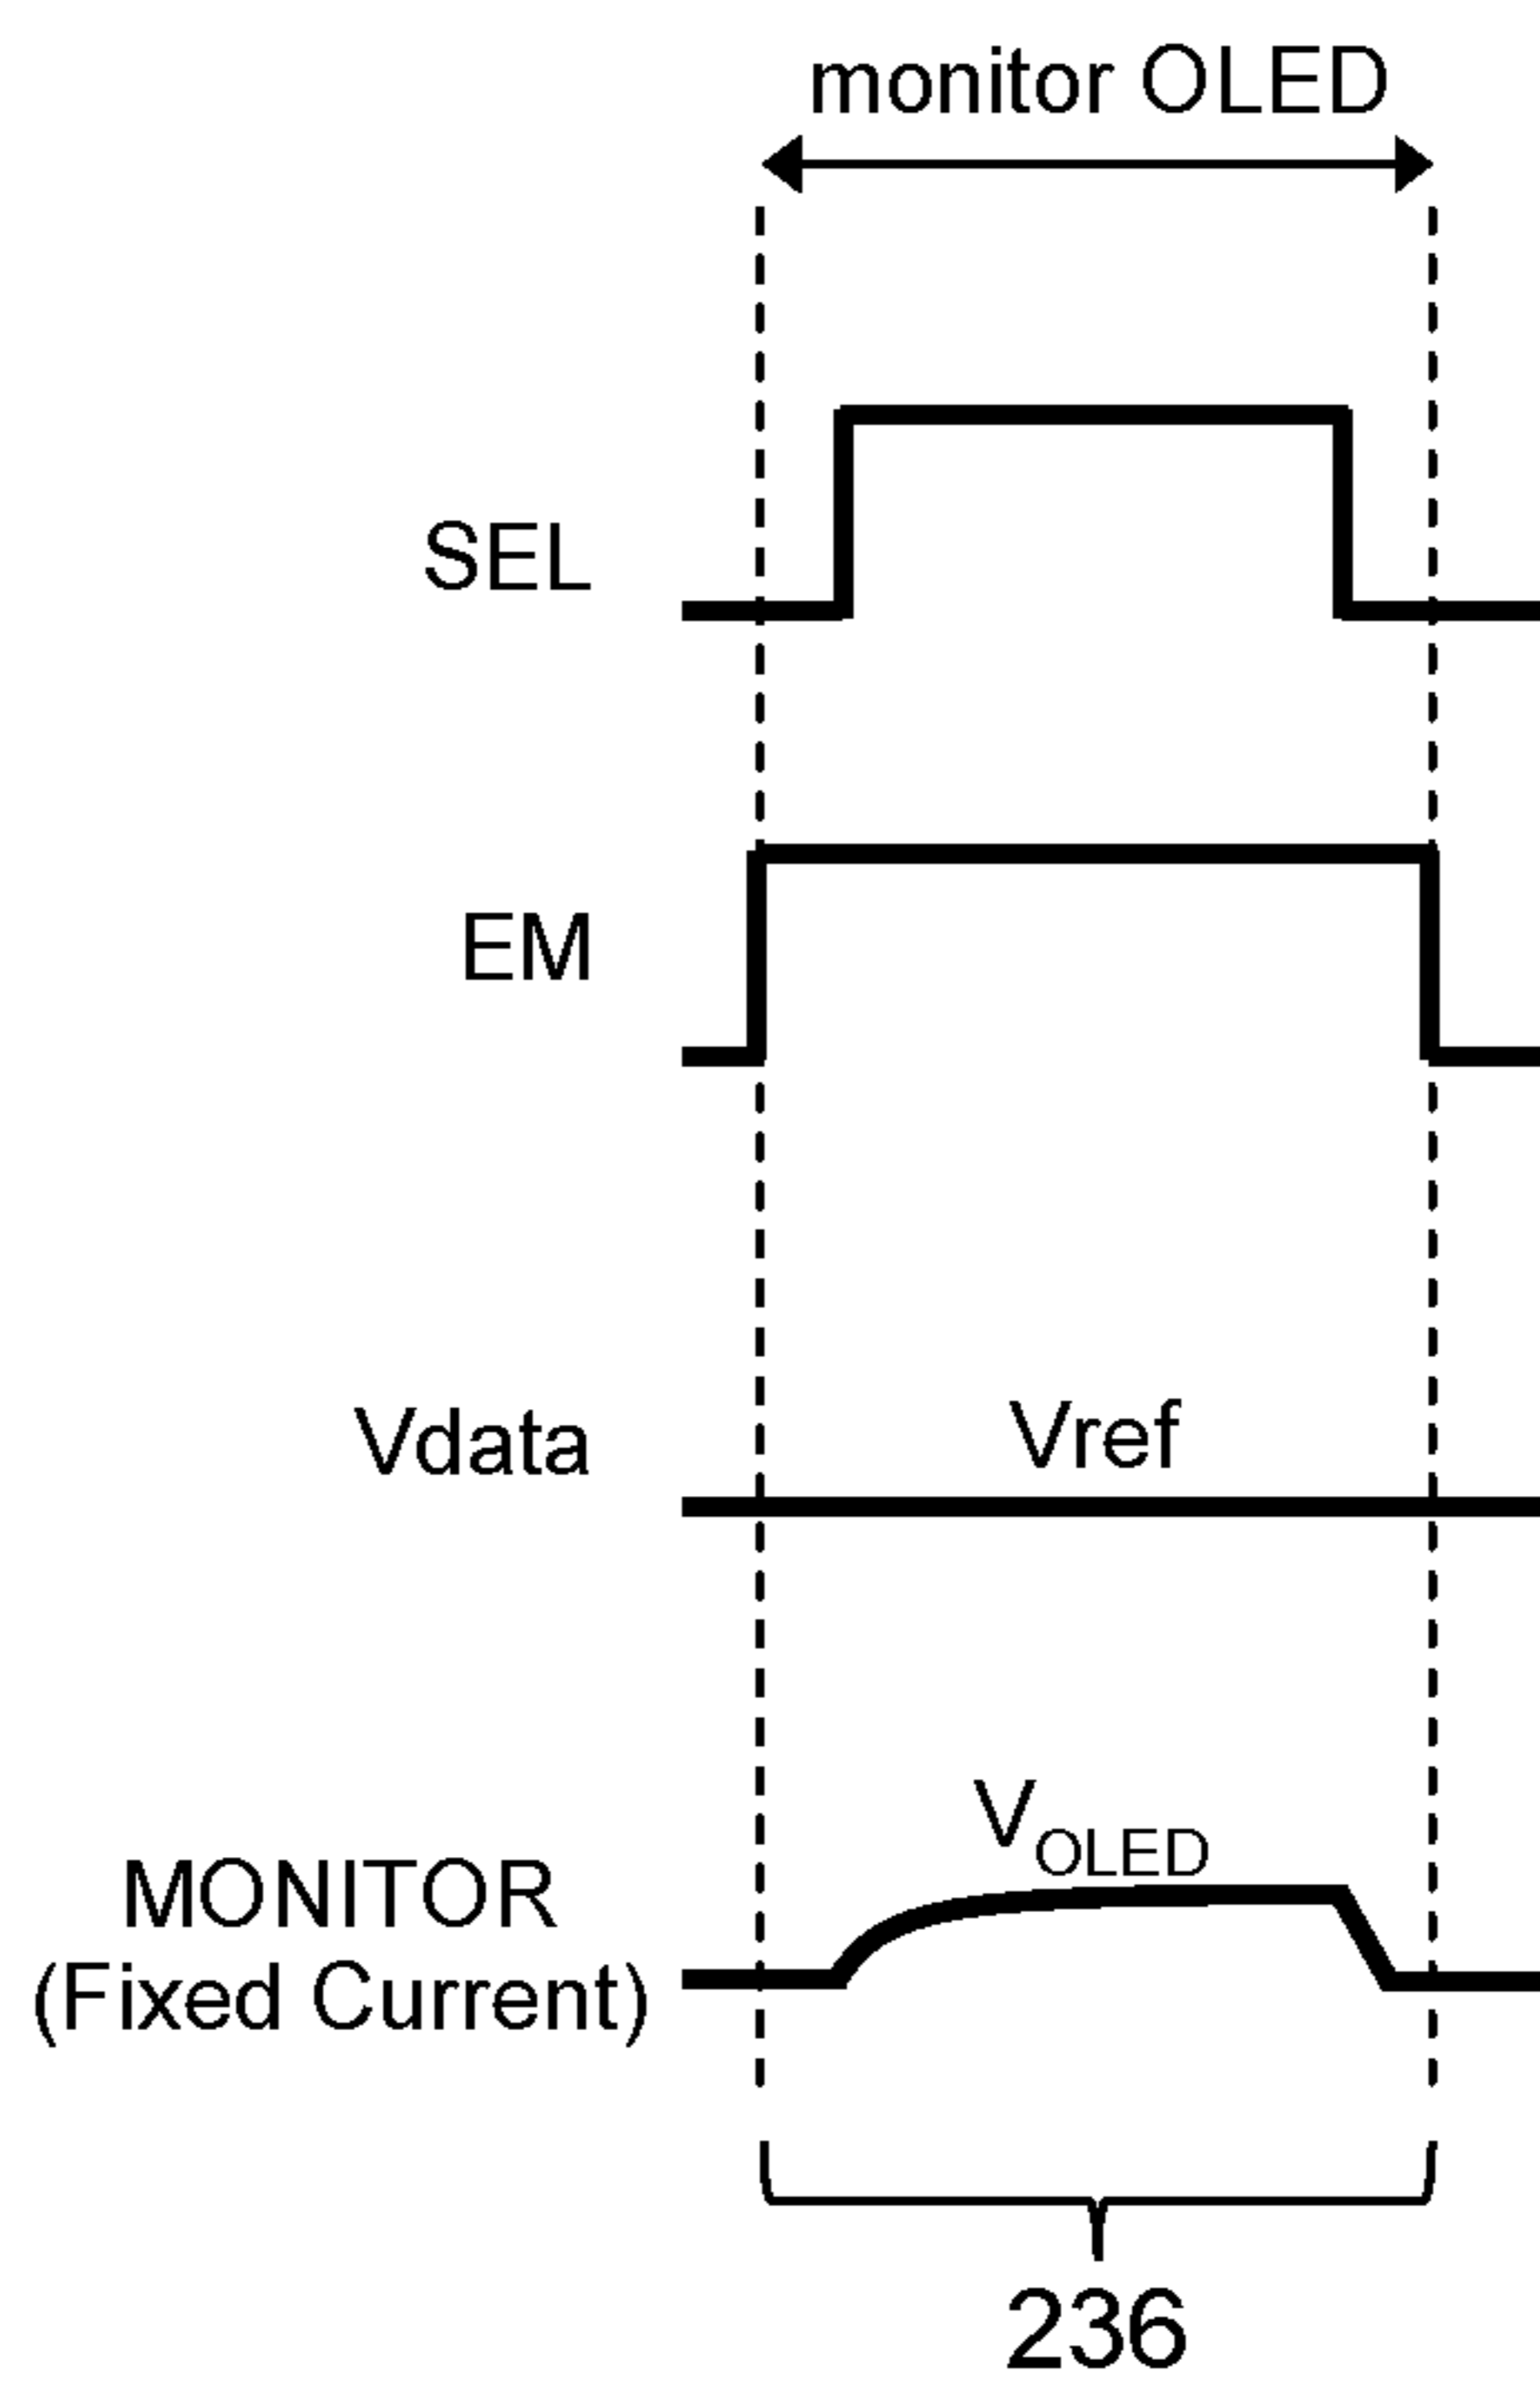 monitor OLED
SEL
EM
Vdata
Vref
VOLED
MONITOR
(Fixed Current)
236